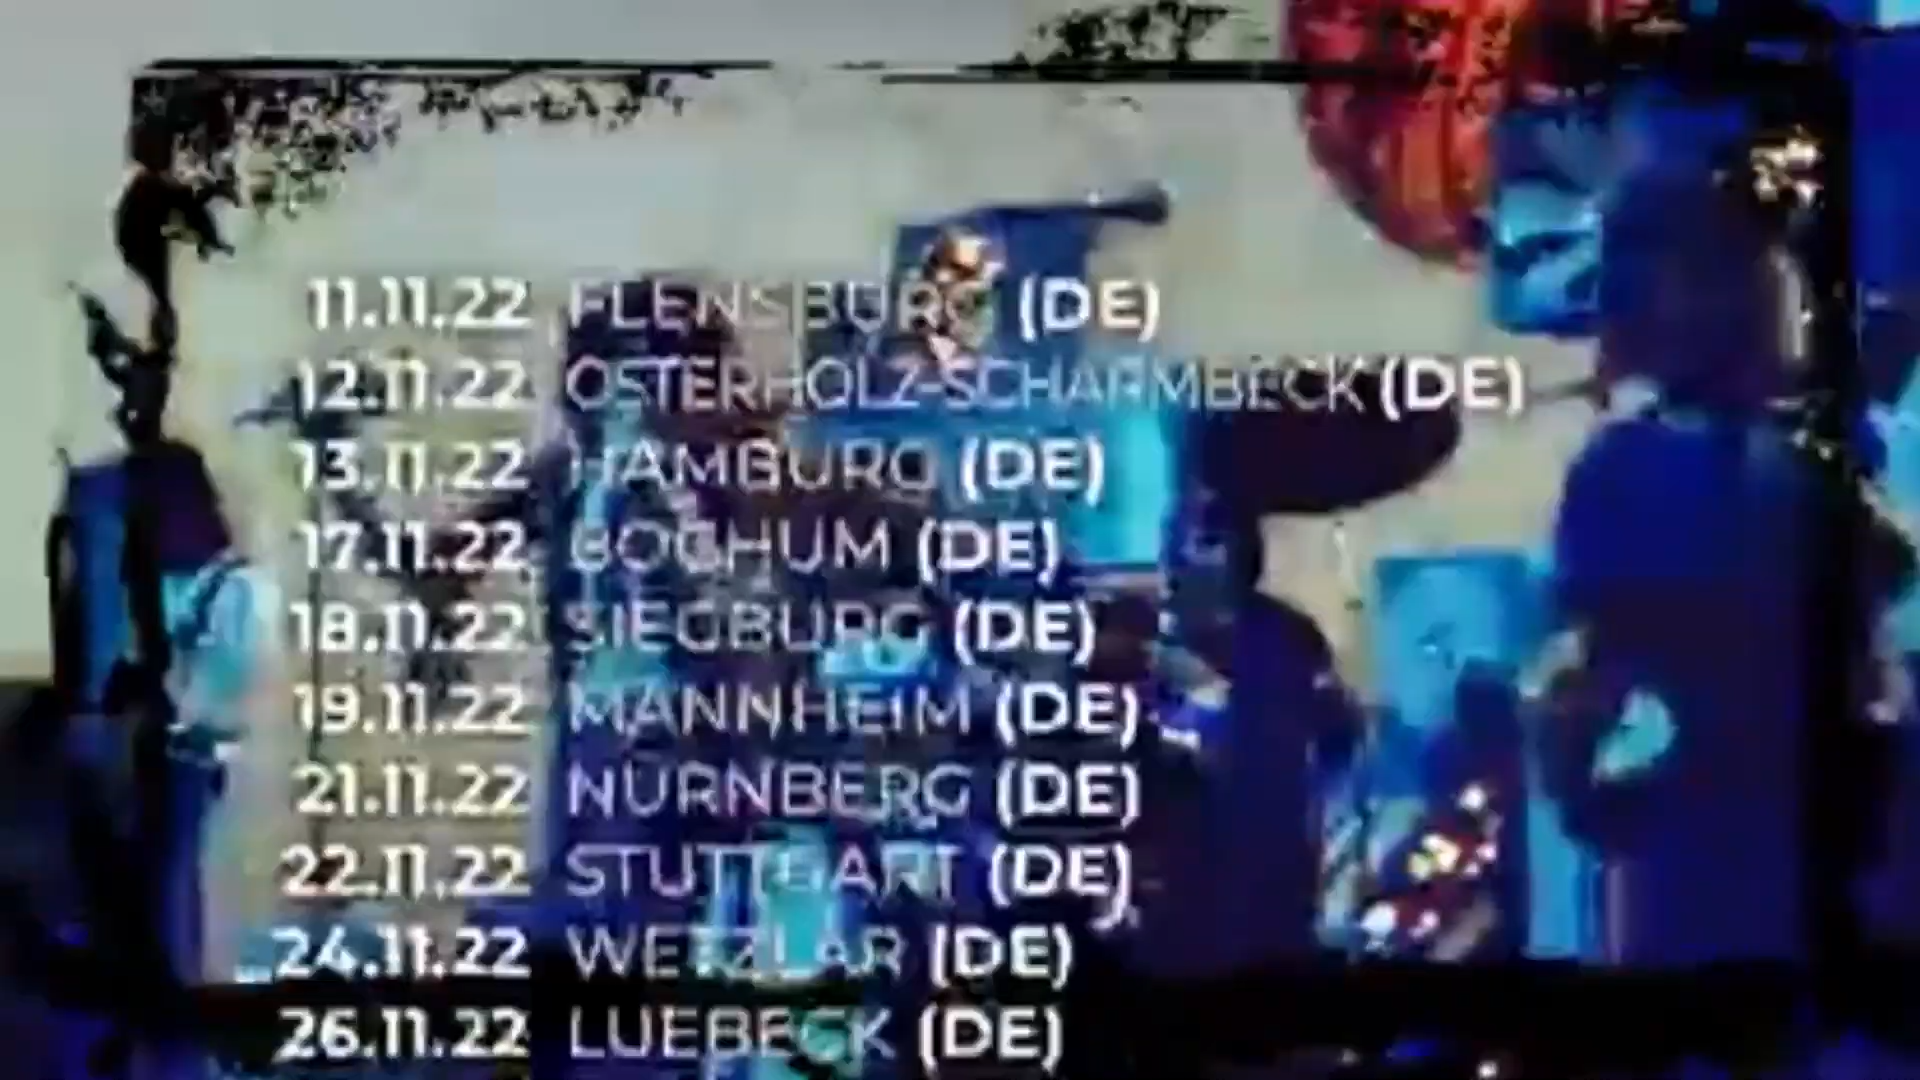 11.11.22 FLENSBURG (DE)
12.11.22 OSTERHOLZ-SCHARMBECK (DE)
13.11.22 HAMBURG (DE)
17.11.22 BOCHUM (DE)
18.11.22 SIEGBURG (DE)
19.11.22 MANNHEIM (DE)
21.11.22 NÜRNBERG (DE)
22.11.22 STUTTGART (DE)
24.11.22 WETZLAR (DE)
26.11.22 LUEBECK (DE)